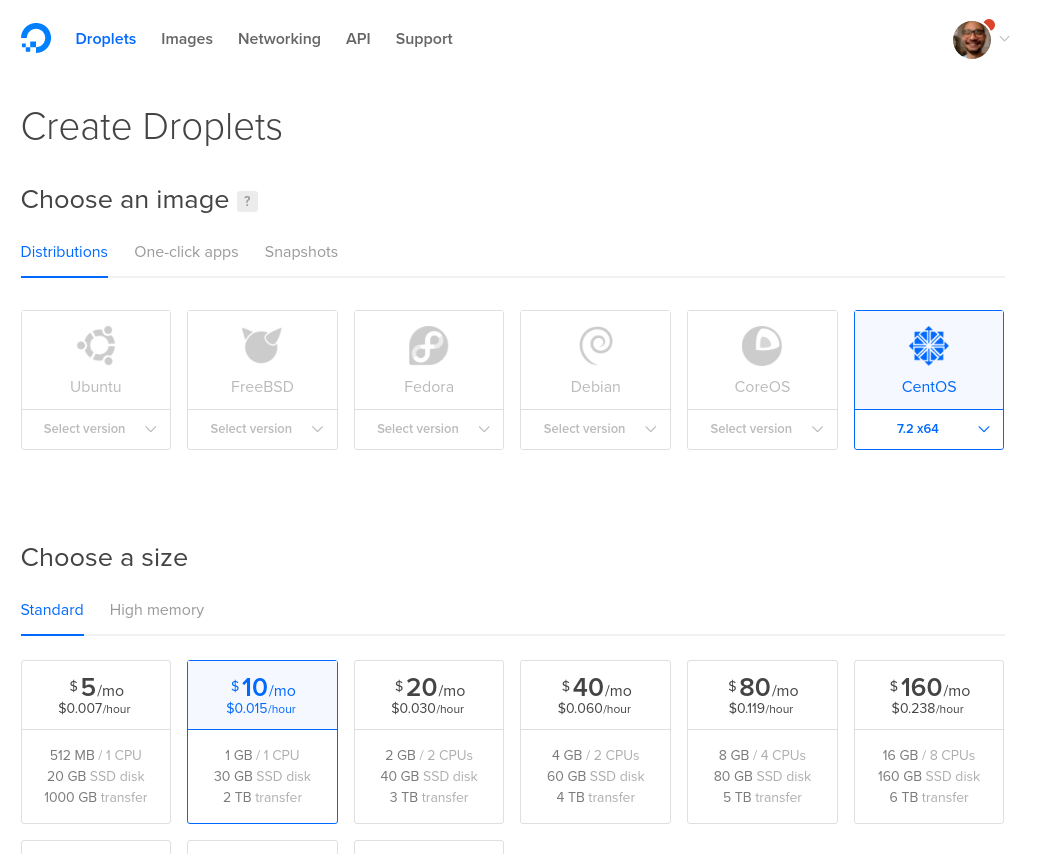 Droplets Images Networking API Support
Create Droplets
Choose an image ?
Distributions One-click apps Snapshots
Ubuntu FreeBSD Fedora Debian CoreOS CentOS
Select version Select version Select version Select version Select version 7.2 x64
Choose a size
Standard High memory
$5/mo $10/mo $20/mo $40/mo $80/mo $160/mo
$0.007/hour $0.015/hour $0.030/hour $0.060/hour $0.119/hour $0.238/hour
512 MB / 1 CPU 1 GB / 1 CPU 2 GB / 2 CPUs 4 GB / 2 CPUs 8 GB / 4 CPUs 16 GB / 8 CPUs
20 GB SSD disk 30 GB SSD disk 40 GB SSD disk 60 GB SSD disk 80 GB SSD disk 160 GB SSD disk
1000 GB transfer 2 TB transfer 3 TB transfer 4 TB transfer 5 TB transfer 6 TB transfer